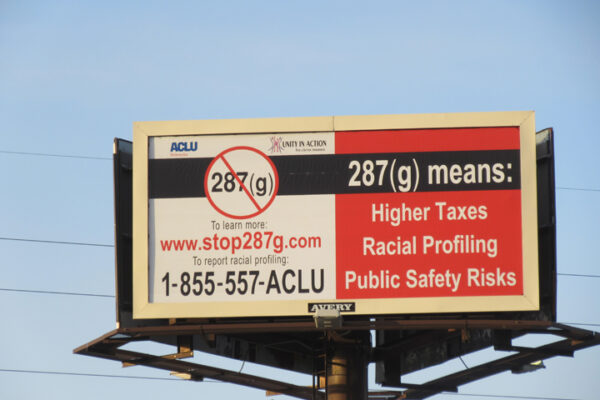 ACLU
UNITY IN ACTION
287(g)
To learn more:
www.stop287g.com
To report racial profiling:
1-855-557-ACLU
287(g) means:
Higher Taxes
Racial Profiling
Public Safety Risks
AVERY